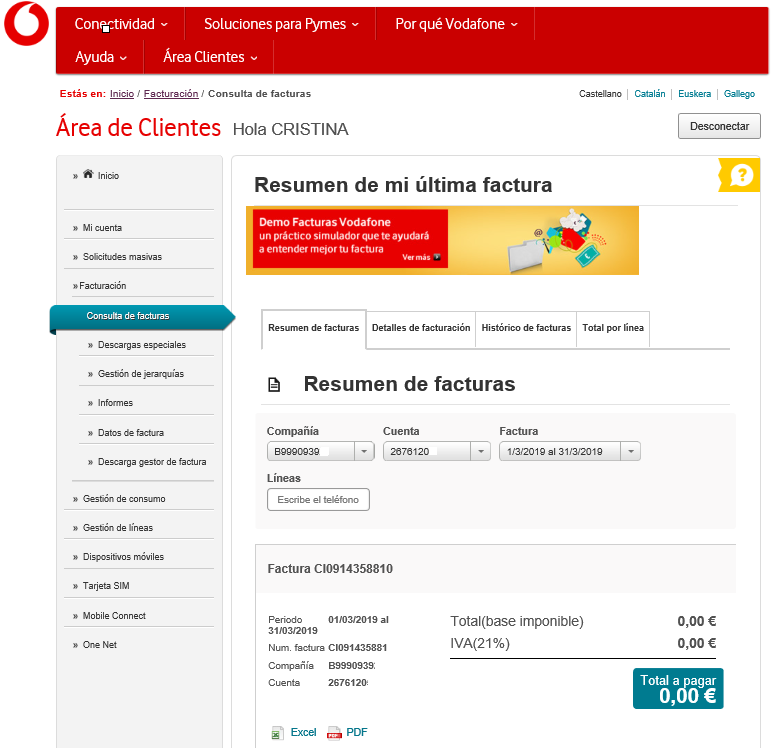 Conectividad
Soluciones para Pymes
Por qué Vodafone
Ayuda
Área Clientes
Estás en: Inicio / Facturación / Consulta de facturas
Castellano | Catalán | Euskera | Gallego
Área de Clientes Hola CRISTINA
Desconectar
» Inicio
» Mi cuenta
» Solicitudes masivas
» Facturación
Consulta de facturas
» Descargas especiales
» Gestión de jerarquías
» Informes
» Datos de factura
» Descarga gestor de factura
» Gestión de consumo
» Gestión de líneas
» Dispositivos móviles
» Tarjeta SIM
» Mobile Connect
» One Net
Resumen de mi última factura
?
Demo Facturas Vodafone
un práctico simulador que te ayudará
a entender mejor tu factura
Ver más
@
Resumen de facturas
Detalles de facturación
Histórico de facturas
Total por línea
Resumen de facturas
Compañía
Cuenta
Factura
B9990939
2676120
1/3/2019 al 31/3/2019
Líneas
Escribe el teléfono
Factura CI0914358810
Periodo 01/03/2019 al
31/03/2019
Num. factura CI091435881
Compañía B9990939
Cuenta 2676120
Total(base imponible) 0,00 €
IVA(21%) 0,00 €
Total a pagar
0,00 €
Excel
PDF